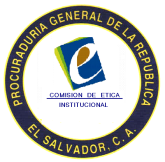 PROCURADURIA GENERAL DE LA REPUBLICA
COMISION DE ETICA
INSTITUCIONAL
EL SALVADOR, C. A.